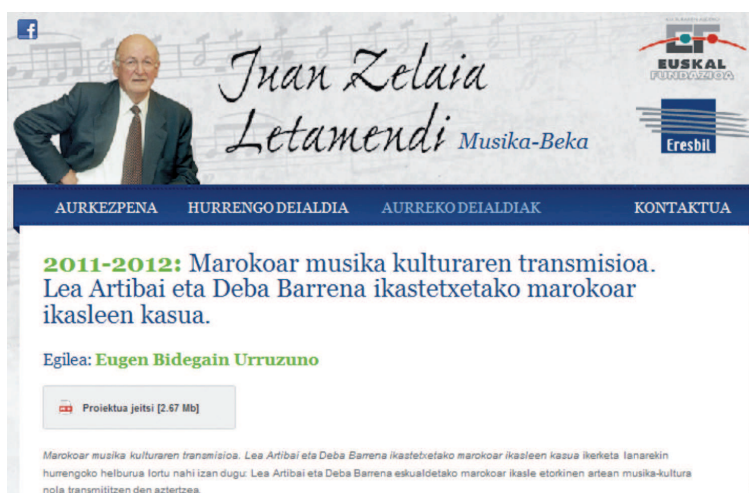 Juan Zelaia
Letamendi Musika-Beka
EUSKAL
FUNDAZIOA
Eresbil
AURKEZPENA HURRENGO DEIALDIA AURREKO DEIALDIAK KONTAKTUA
2011-2012: Marokoar musika kulturaren transmisioa.
Lea Artibai eta Deba Barrena ikastetxetako marokoar
ikasleen kasua.
Egilea: Eugen Bidegain Urruzuno
Proiektua jeitsi [2.67 Mb]
Marokoar musika kulturaren transmisioa. Lea Artibai eta Deba Barrena ikastetxetako marokoar ikasleen kasua ikerketa lanarekin
hurrengoko helburua lortu nahi izan dugu: Lea Artibai eta Deba Barrena eskualdetako marokoar ikasle etorkinen artean musika-kultura
nola transmititzen den aztertzea.